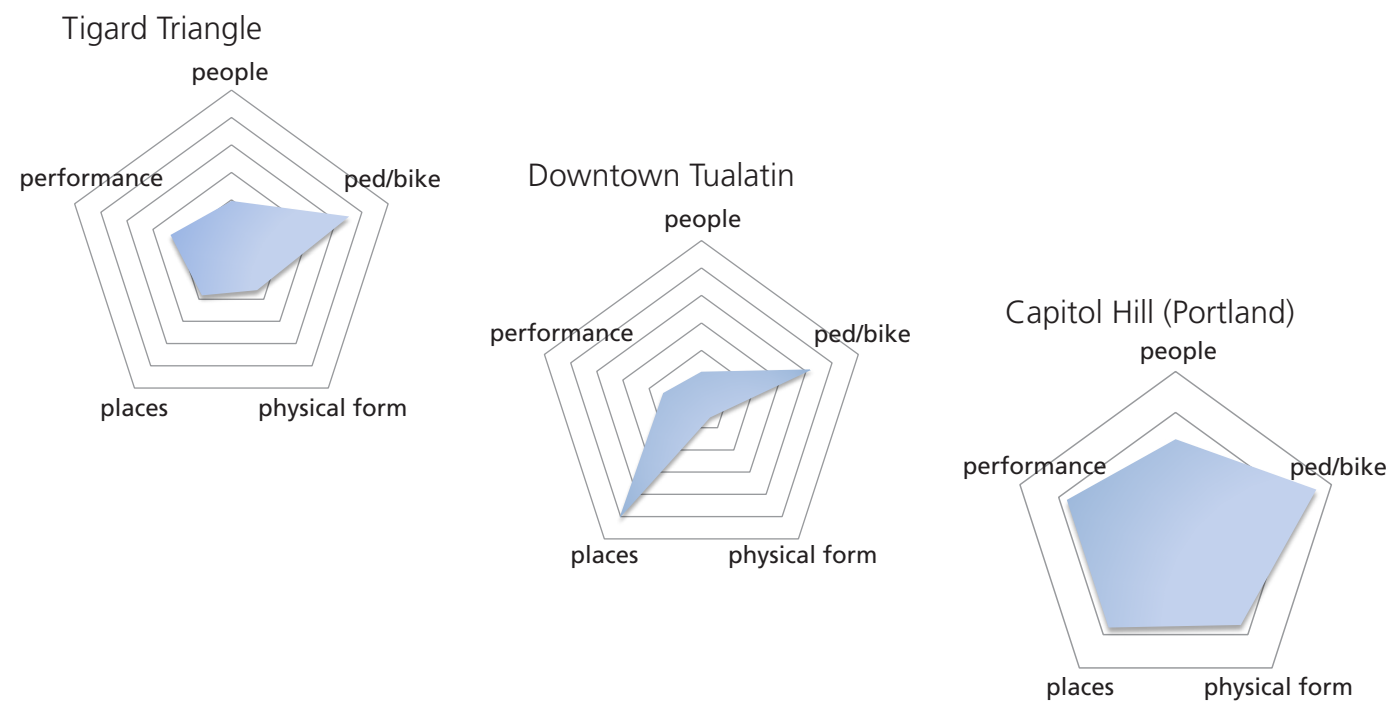 Tigard Triangle
people
performance
ped/bike
places
physical form
Downtown Tualatin
people
performance
ped/bike
places
physical form
Capitol Hill (Portland)
people
performance
ped/bike
places
physical form